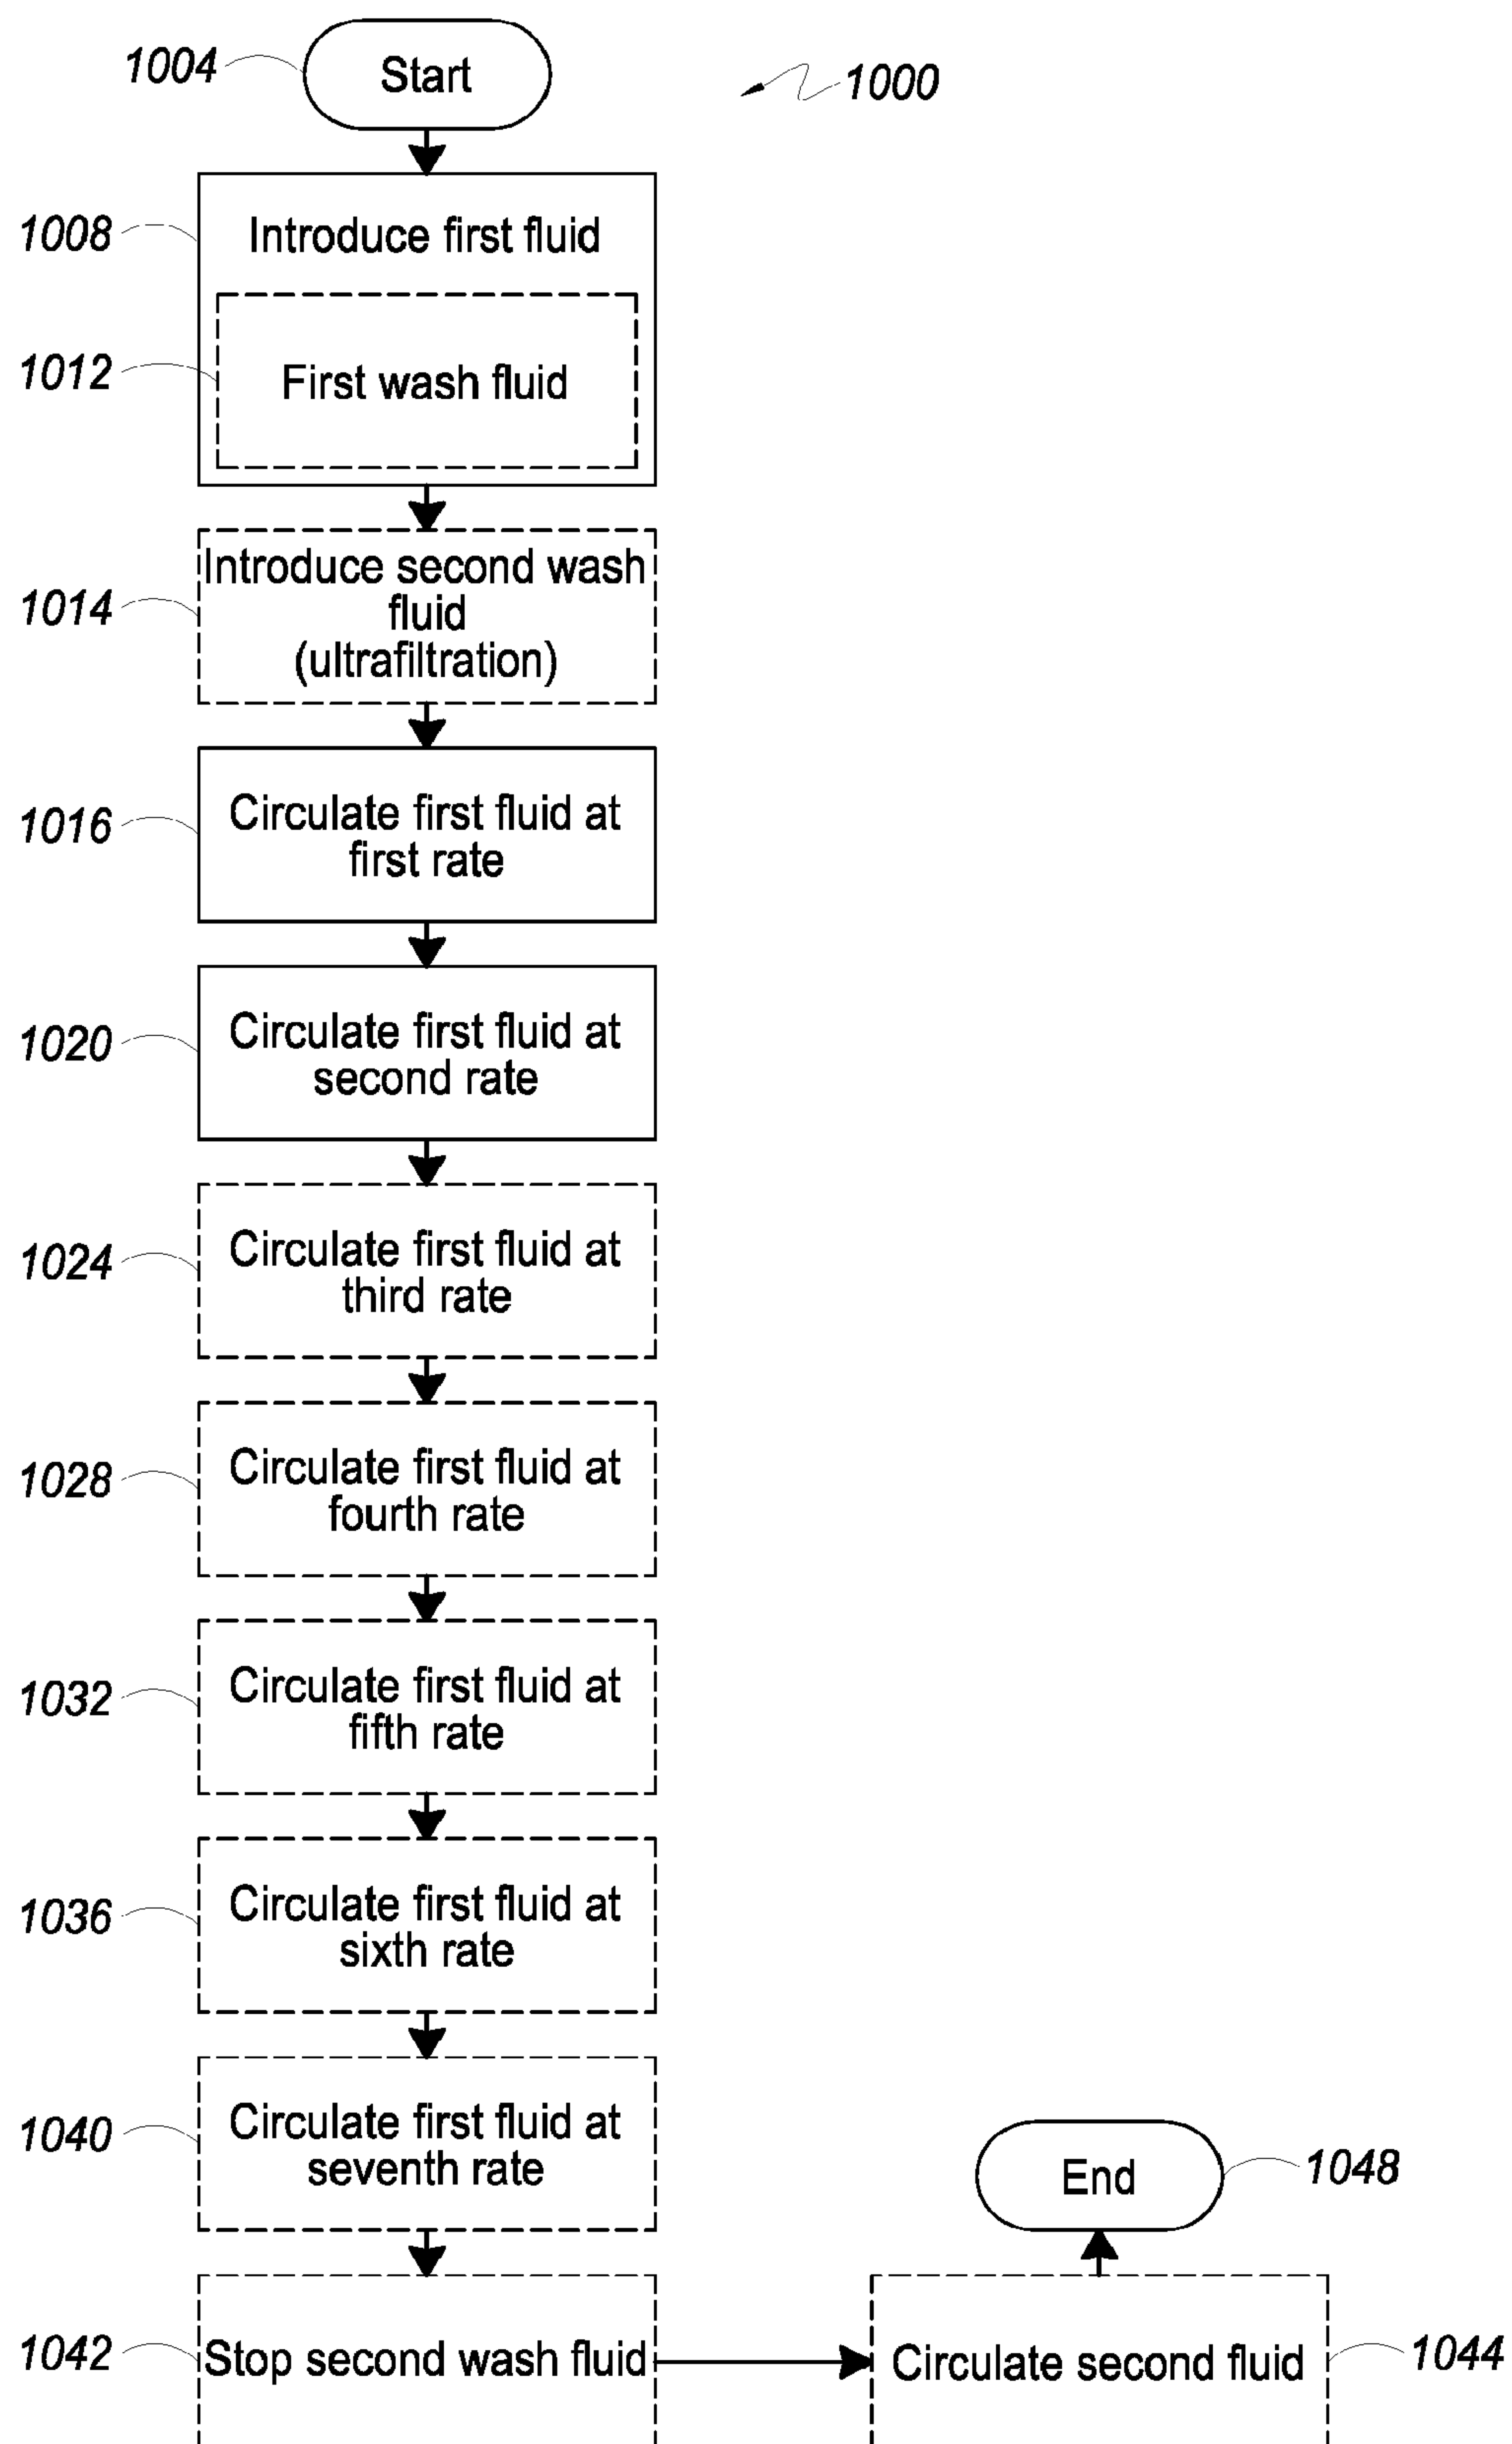 1004
Start
1000
1008
Introduce first fluid
1012
First wash fluid
1014
Introduce second wash
fluid
(ultrafiltration)
1016
Circulate first fluid at
first rate
1020
Circulate first fluid at
second rate
1024
Circulate first fluid at
third rate
1028
Circulate first fluid at
fourth rate
1032
Circulate first fluid at
fifth rate
1036
Circulate first fluid at
sixth rate
1040
Circulate first fluid at
seventh rate
End
1048
1042
Stop second wash fluid
Circulate second fluid
1044